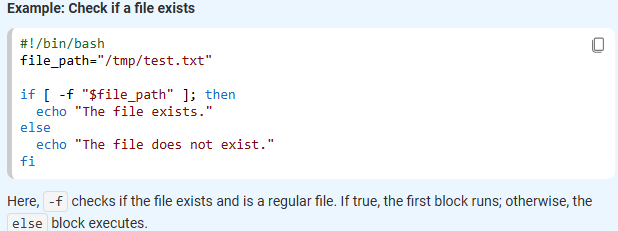 Example: Check if a file exists
#!/bin/bash
file_path="/tmp/test.txt"
if [ -f "$file_path" ]; then
  echo "The file exists."
else
  echo "The file does not exist."
fi
Here, -f checks if the file exists and is a regular file. If true, the first block runs; otherwise, the
else block executes.